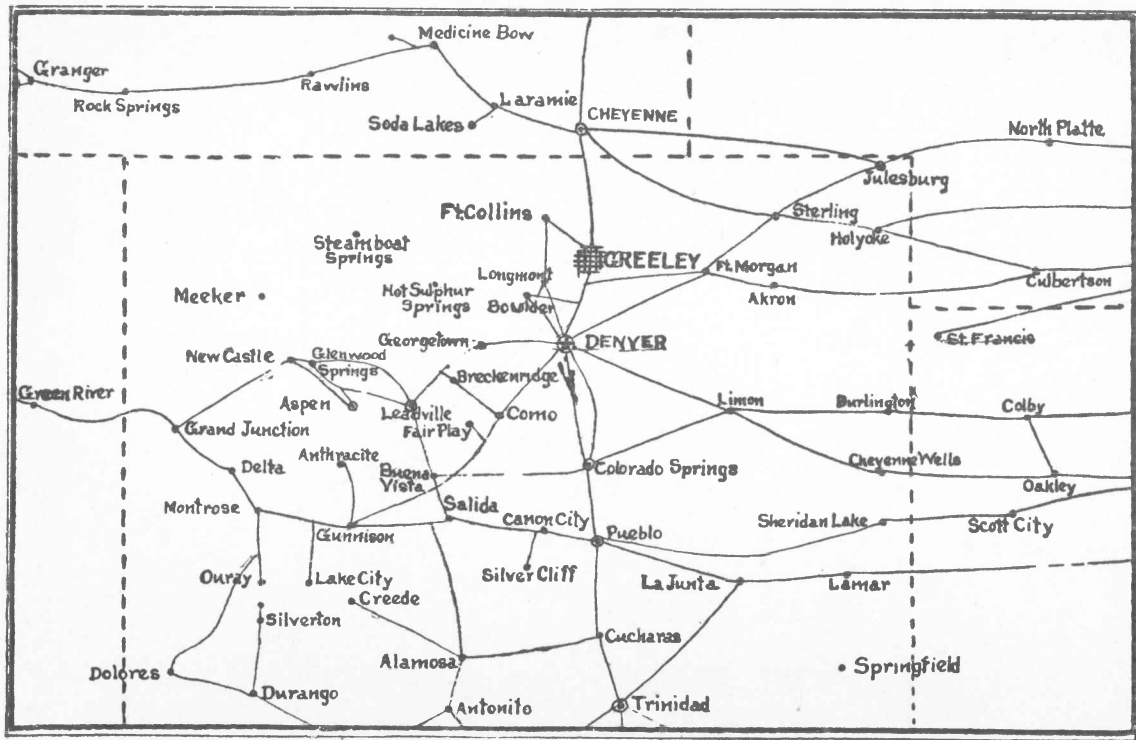 Medicine Bow
Granger
Rawlins
Rock Springs
Laramie
Soda Lakes
CHEYENNE
North Platte
Julesburg
Ft.Collins
Sterling
Holyoke
Steamboat
Springs
GREELEY
Ft.Morgan
Longmont
Culbertson
Meeker
Hot Sulphur
Springs
Bowlder
Akron
Georgetown
DENVER
St.Francis
New Castle
Glenwood
Springs
Breckenridge
Green River
Aspen
Leadville
Como
Limon
Burlington
Colby
Fair Play
Grand Junction
Anthracite
Delta
Buena
Vista
Colorado Springs
Cheyenne Wells
Oakley
Montrose
Salida
Canon City
Gunnison
Pueblo
Sheridan Lake
Scott City
Ouray
Lake City
Silver Cliff
La Junta
Lamar
Creede
Silverton
Cucharas
Alamosa
Springfield
Dolores
Durango
Antonito
Trinidad